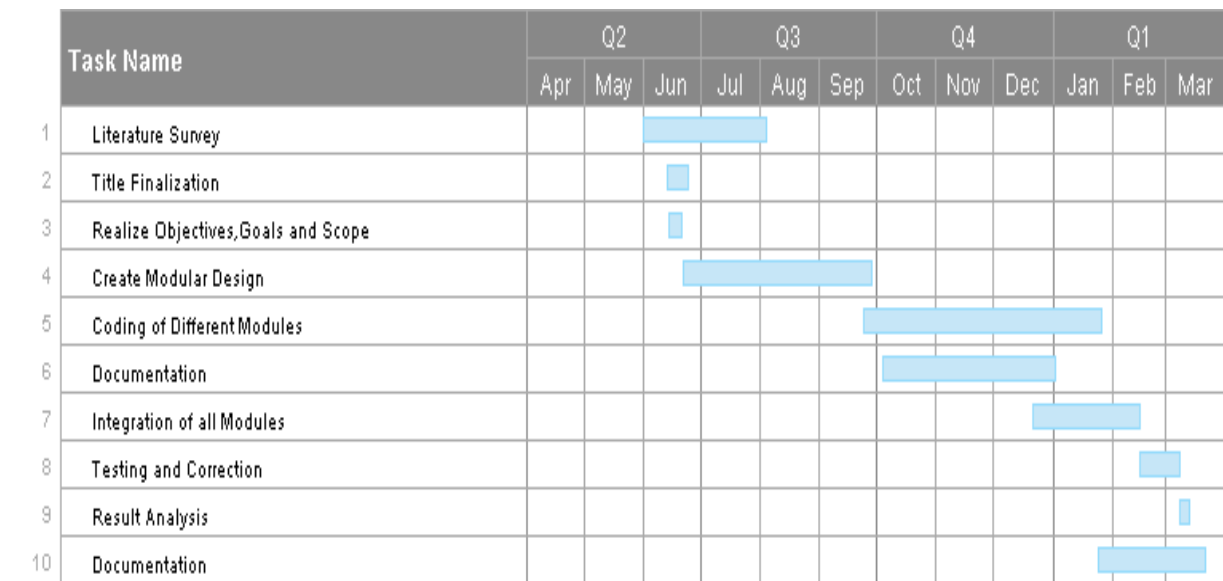 Task Name
Q2 Q3 Q4 Q1
Apr May Jun Jul Aug Sep Oct Nov Dec Jan Feb Mar
1 Literature Survey
2 Title Finalization
3 Realize Objectives,Goals and Scope
4 Create Modular Design
5 Coding of Different Modules
6 Documentation
7 Integration of all Modules
8 Testing and Correction
9 Result Analysis
10 Documentation